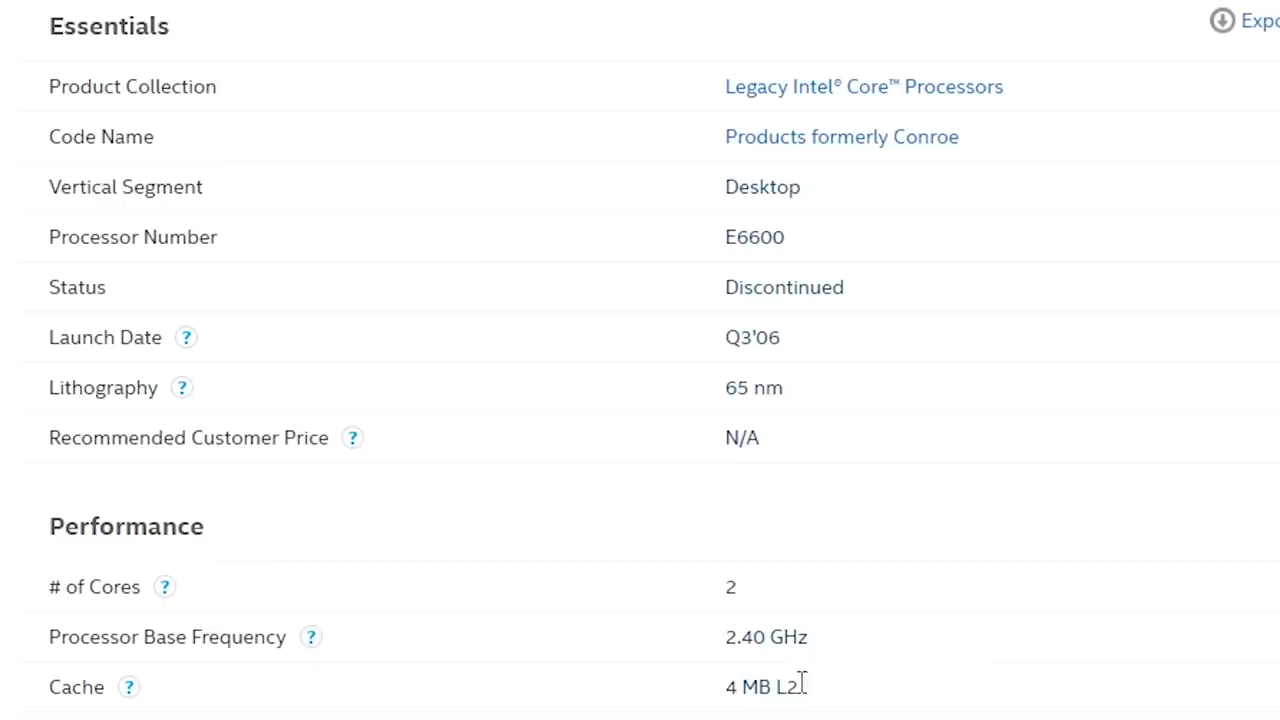 Essentials
Expo
Product Collection Legacy Intel® Core™ Processors
Code Name Products formerly Conroe
Vertical Segment Desktop
Processor Number E6600
Status Discontinued
Launch Date ? Q3'06
Lithography ? 65 nm
Recommended Customer Price ? N/A
Performance
# of Cores ? 2
Processor Base Frequency ? 2.40 GHz
Cache ? 4 MB L2